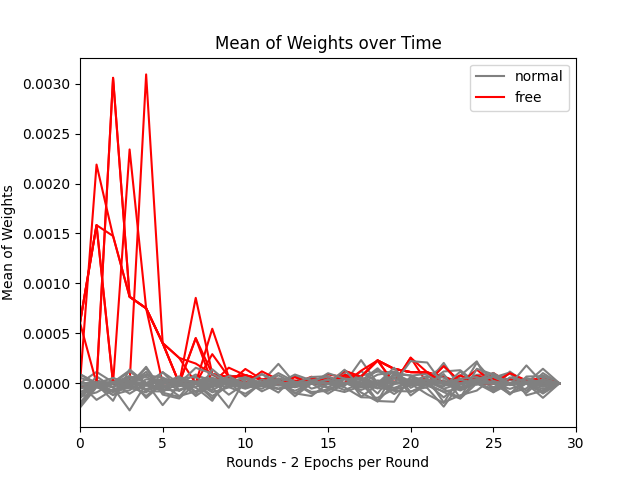 Mean of Weights over Time
normal
free
Mean of Weights
0.0030
0.0025
0.0020
0.0015
0.0010
0.0005
0.0000
0 5 10 15 20 25 30
Rounds - 2 Epochs per Round